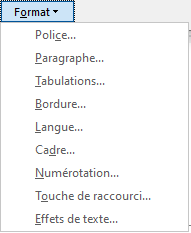 Format
Police...
Paragraphe...
Tabulations...
Bordure...
Langue...
Cadre...
Numérotation...
Touche de raccourci...
Effets de texte...